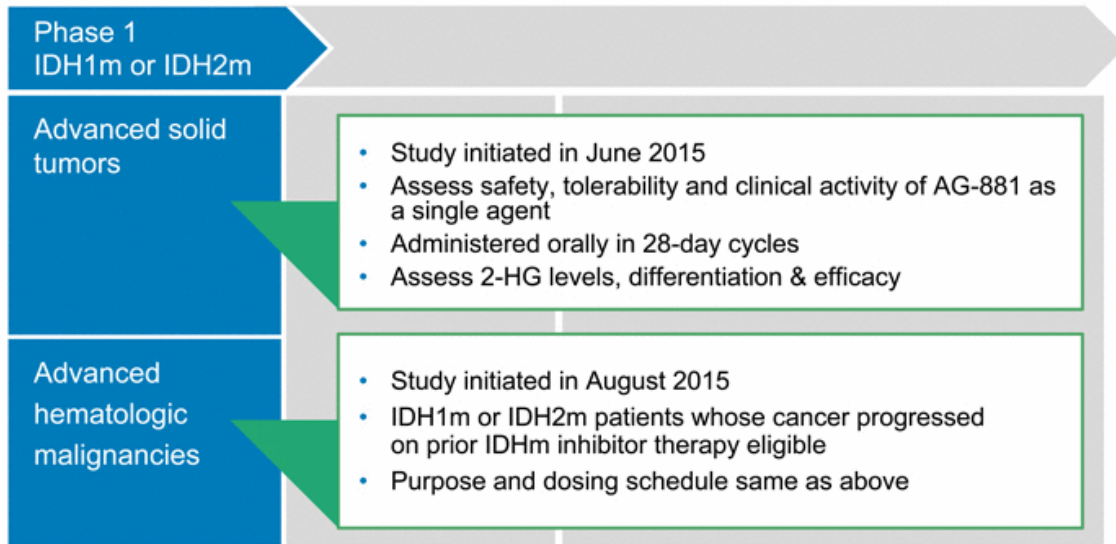 Phase 1
IDH1m or IDH2m
Advanced solid
tumors
• Study initiated in June 2015
• Assess safety, tolerability and clinical activity of AG-881 as
a single agent
• Administered orally in 28-day cycles
• Assess 2-HG levels, differentiation & efficacy
Advanced
hematologic
malignancies
• Study initiated in August 2015
• IDH1m or IDH2m patients whose cancer progressed
on prior IDHm inhibitor therapy eligible
• Purpose and dosing schedule same as above